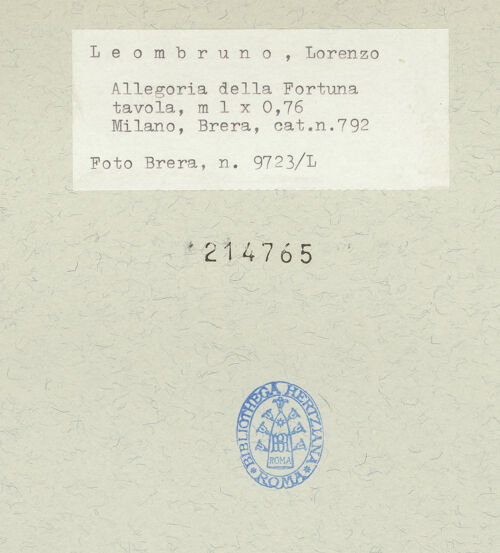 Leombruno, Lorenzo
Allegoria della Fortuna
tavola, m 1 x 0,76
Milano, Brera, cat.n.792
Foto Brera, n. 9723/L
214765
BIBLIOTHECA HERTZIANA
ROMA
ROMA